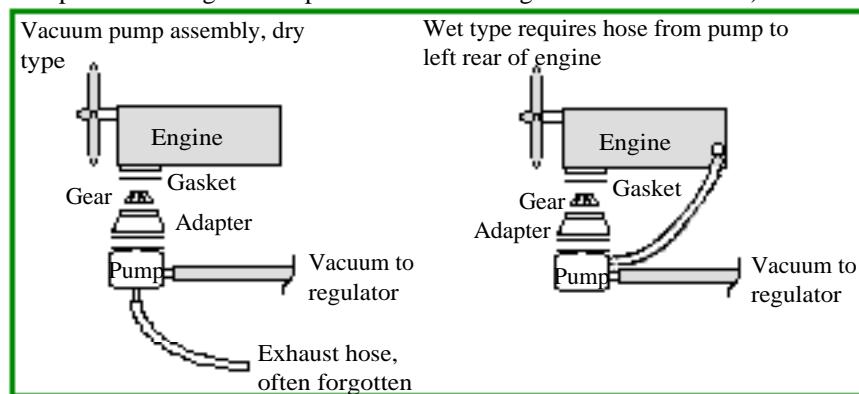 Vacuum pump assembly, dry
type
Engine
Gasket
Gear
Adapter
Pump
Vacuum to
regulator
Exhaust hose,
often forgotten
Wet type requires hose from pump to
left rear of engine
Engine
Gasket
Gear
Adapter
Pump
Vacuum to
regulator